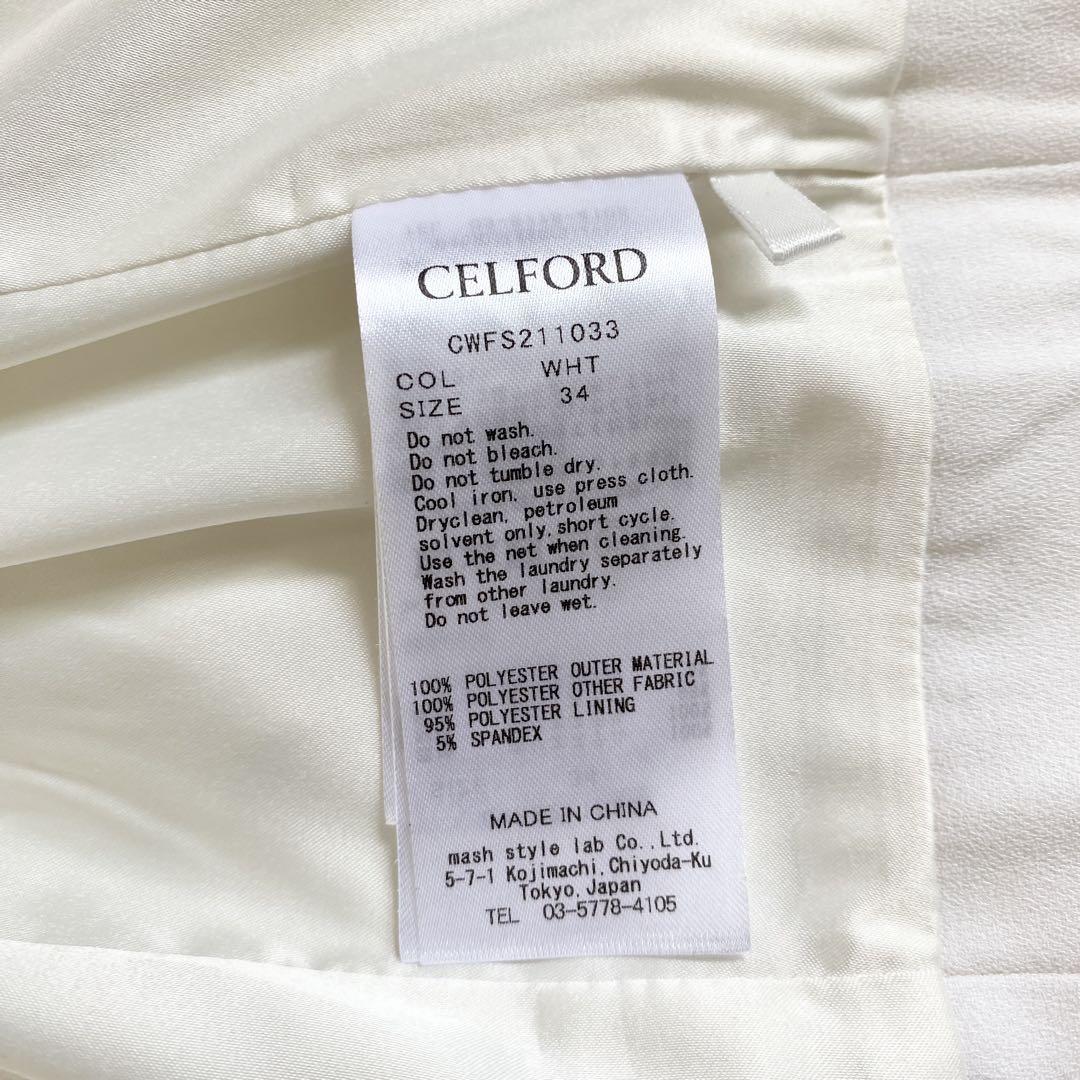 CELFORD
CWFS211033
COL WHT
SIZE 34
Do not wash.
Do not bleach.
Do not tumble dry.
Cool iron, use press cloth.
Dryclean, petroleum
solvent only,short cycle.
Use the net when cleaning.
Wash the laundry separately
from other laundry.
Do not leave wet.
100% POLYESTER OUTER MATERIAL
100% POLYESTER OTHER FABRIC
95% POLYESTER LINING
5% SPANDEX
MADE IN CHINA
mash style lab Co.,Ltd.
5-7-1 Kojimachi,Chiyoda-Ku
Tokyo,Japan
TEL 03-5778-4105